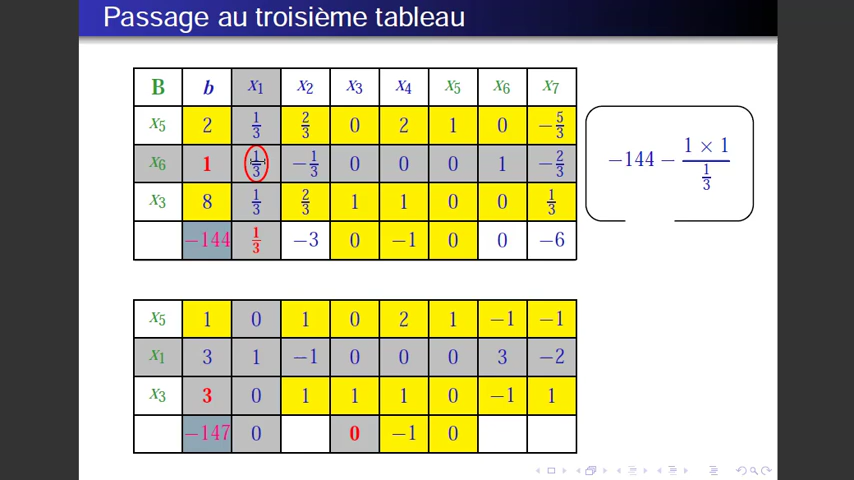 Passage au troisième tableau
B b x₁ x₂ x₃ x₄ x₅ x₆ x₇
x₅ 2 1/3 2/3 0 2 1 0 −5/3
x₆ 1 1/3 −1/3 0 0 0 1 −2/3
x₃ 8 1/3 2/3 1 1 0 0 1/3
−144 1/3 −3 0 −1 0 0 −6
−144 − (1 × 1)/(1/3)
x₅ 1 0 1 0 2 1 −1 −1
x₁ 3 1 −1 0 0 0 3 −2
x₃ 3 0 1 1 1 0 −1 1
−147 0 0 −1 0